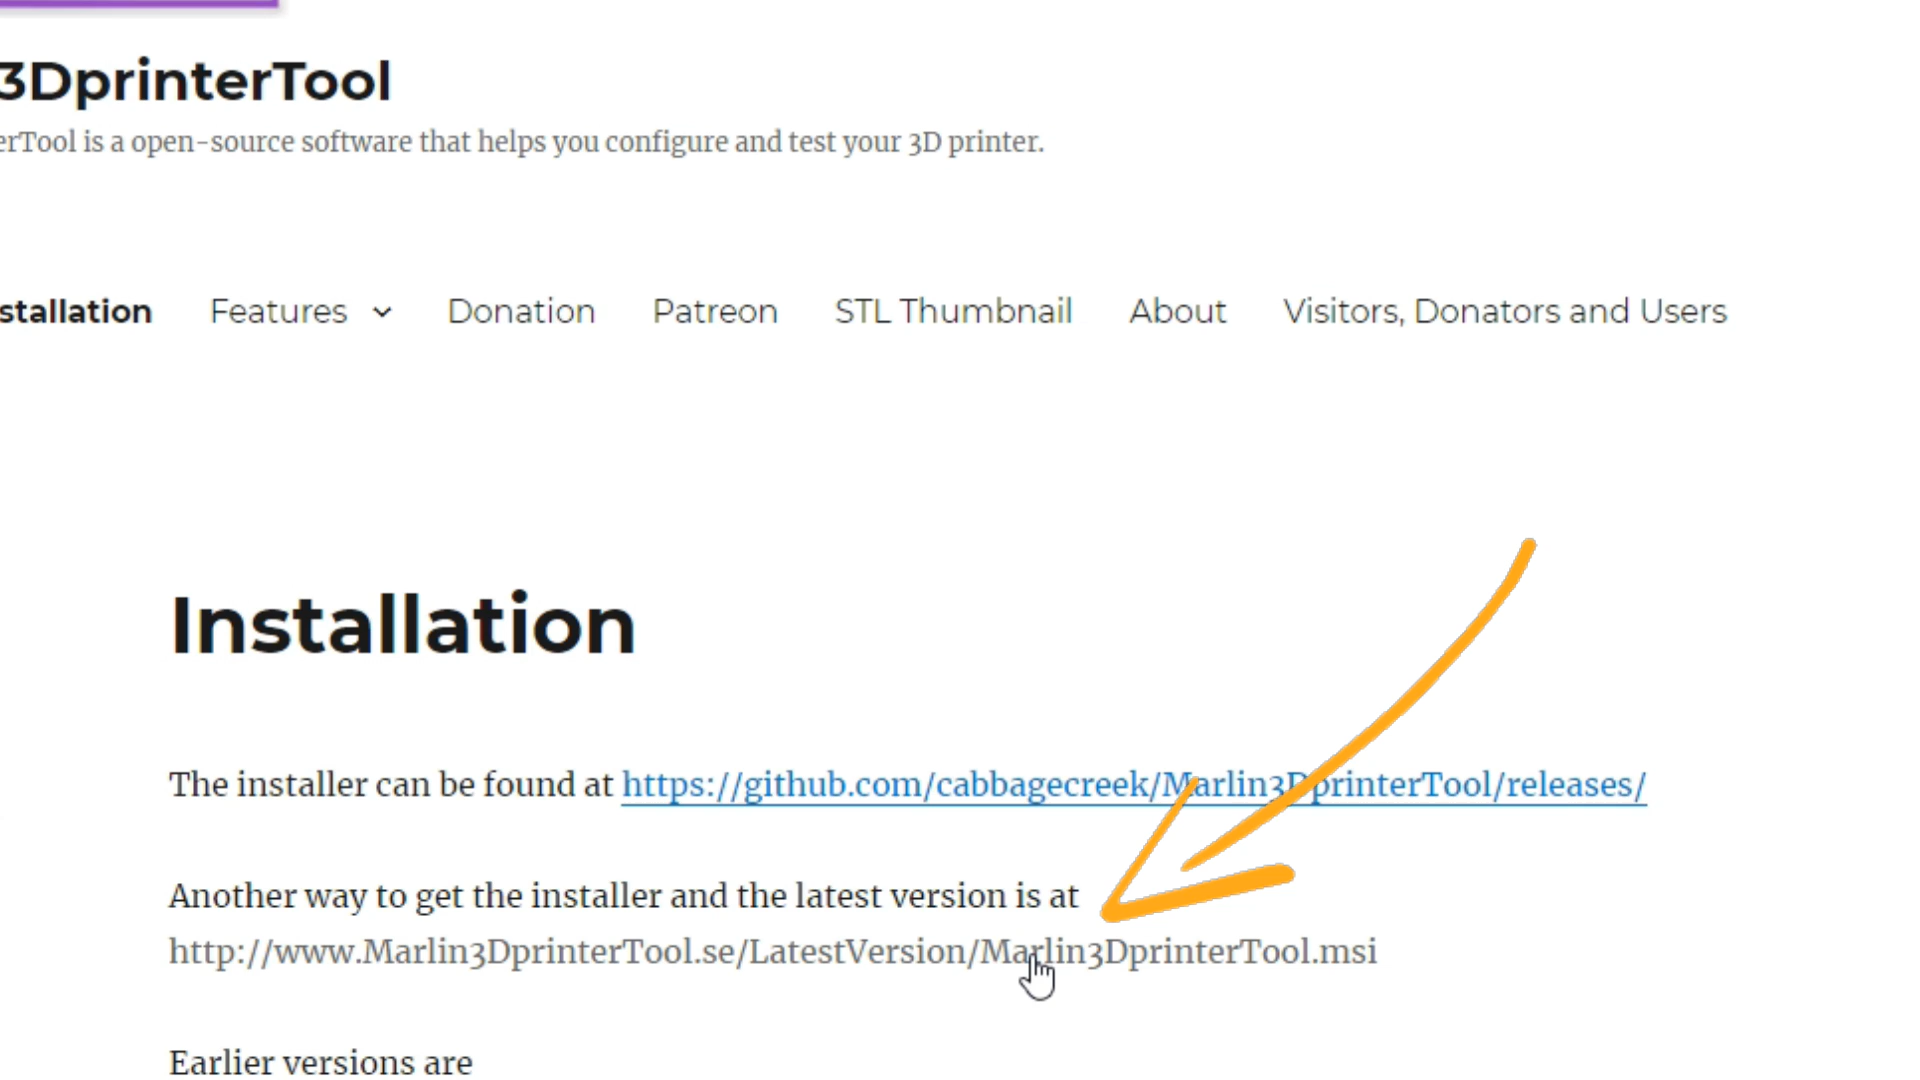 3DprinterTool
erTool is a open-source software that helps you configure and test your 3D printer.
stallation Features Donation Patreon STL Thumbnail About Visitors, Donators and Users
Installation
The installer can be found at https://github.com/cabbagecreek/Marlin3DprinterTool/releases/
Another way to get the installer and the latest version is at
http://www.Marlin3DprinterTool.se/LatestVersion/Marlin3DprinterTool.msi
Earlier versions are